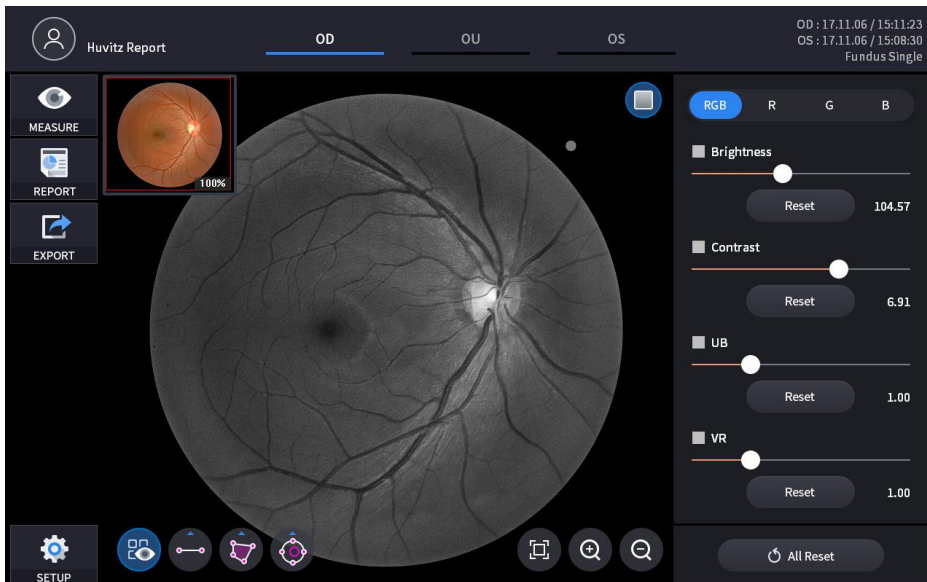 Huvitz Report
OD
OU
OS
OD : 17.11.06 / 15:11:23
OS : 17.11.06 / 15:08:30
Fundus Single
MEASURE
REPORT
EXPORT
100%
RGB
R
G
B
Brightness
Reset
104.57
Contrast
Reset
6.91
UB
Reset
1.00
VR
Reset
1.00
SETUP
All Reset